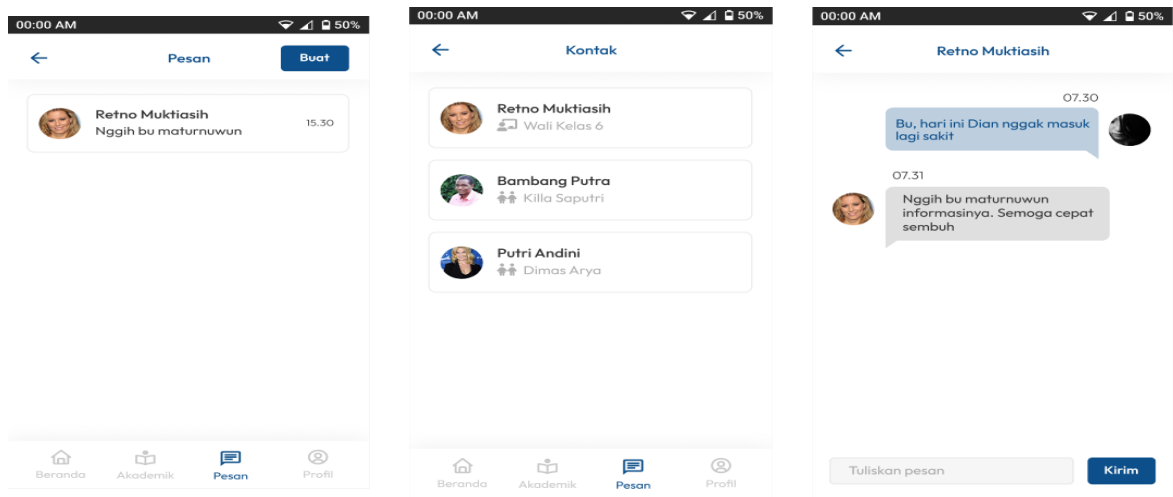 00:00 AM
50%
Pesan
Buat
Retno Muktiasih
Nggih bu maturnuwun
15.30
Beranda
Akademik
Pesan
Profil
00:00 AM
50%
Kontak
Retno Muktiasih
Wali Kelas 6
Bambang Putra
Killa Saputri
Putri Andini
Dimas Arya
Beranda
Akademik
Pesan
Profil
00:00 AM
50%
Retno Muktiasih
07.30
Bu, hari ini Dian nggak masuk
lagi sakit
07.31
Nggih bu maturnuwun
informasinya. Semoga cepat
sembuh
Tuliskan pesan
Kirim